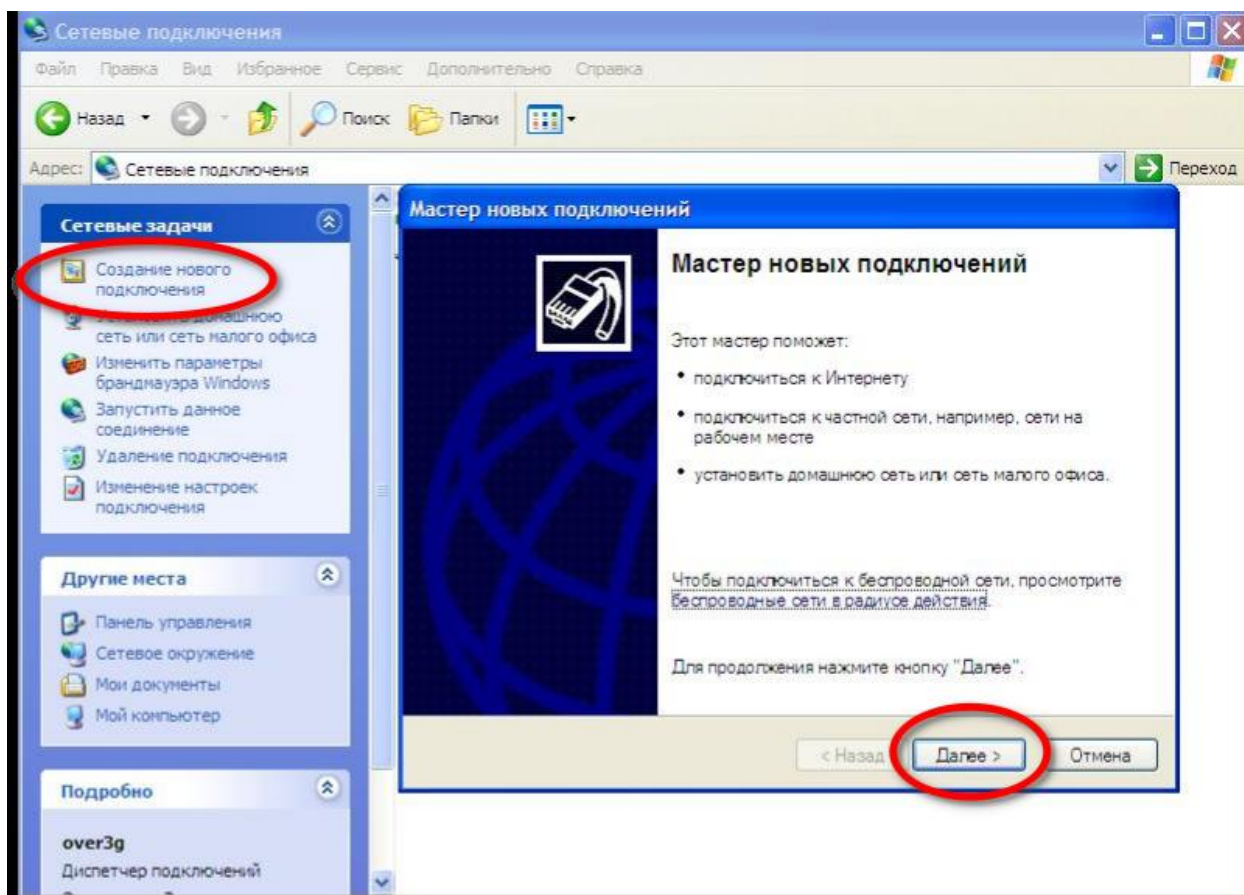 Сетевые подключения
Файл Правка Вид Избранное Сервис Дополнительно Справка
Назад Поиск Папки
Адрес: Сетевые подключения Переход
Сетевые задачи
Создание нового
подключения
Установить домашнюю
сеть или сеть малого офиса
Изменить параметры
брандмауэра Windows
Запустить данное
соединение
Удаление подключения
Изменение настроек
подключения
Другие места
Панель управления
Сетевое окружение
Мои документы
Мой компьютер
Подробно
over3g
Диспетчер подключений
Мастер новых подключений
Мастер новых подключений
Этот мастер поможет:
• подключиться к Интернету
• подключиться к частной сети, например, сети на
рабочем месте
• установить домашнюю сеть или сеть малого офиса.
Чтобы подключиться к беспроводной сети, просмотрите
беспроводные сети в радиусе действия.
Для продолжения нажмите кнопку "Далее".
< Назад Далее > Отмена